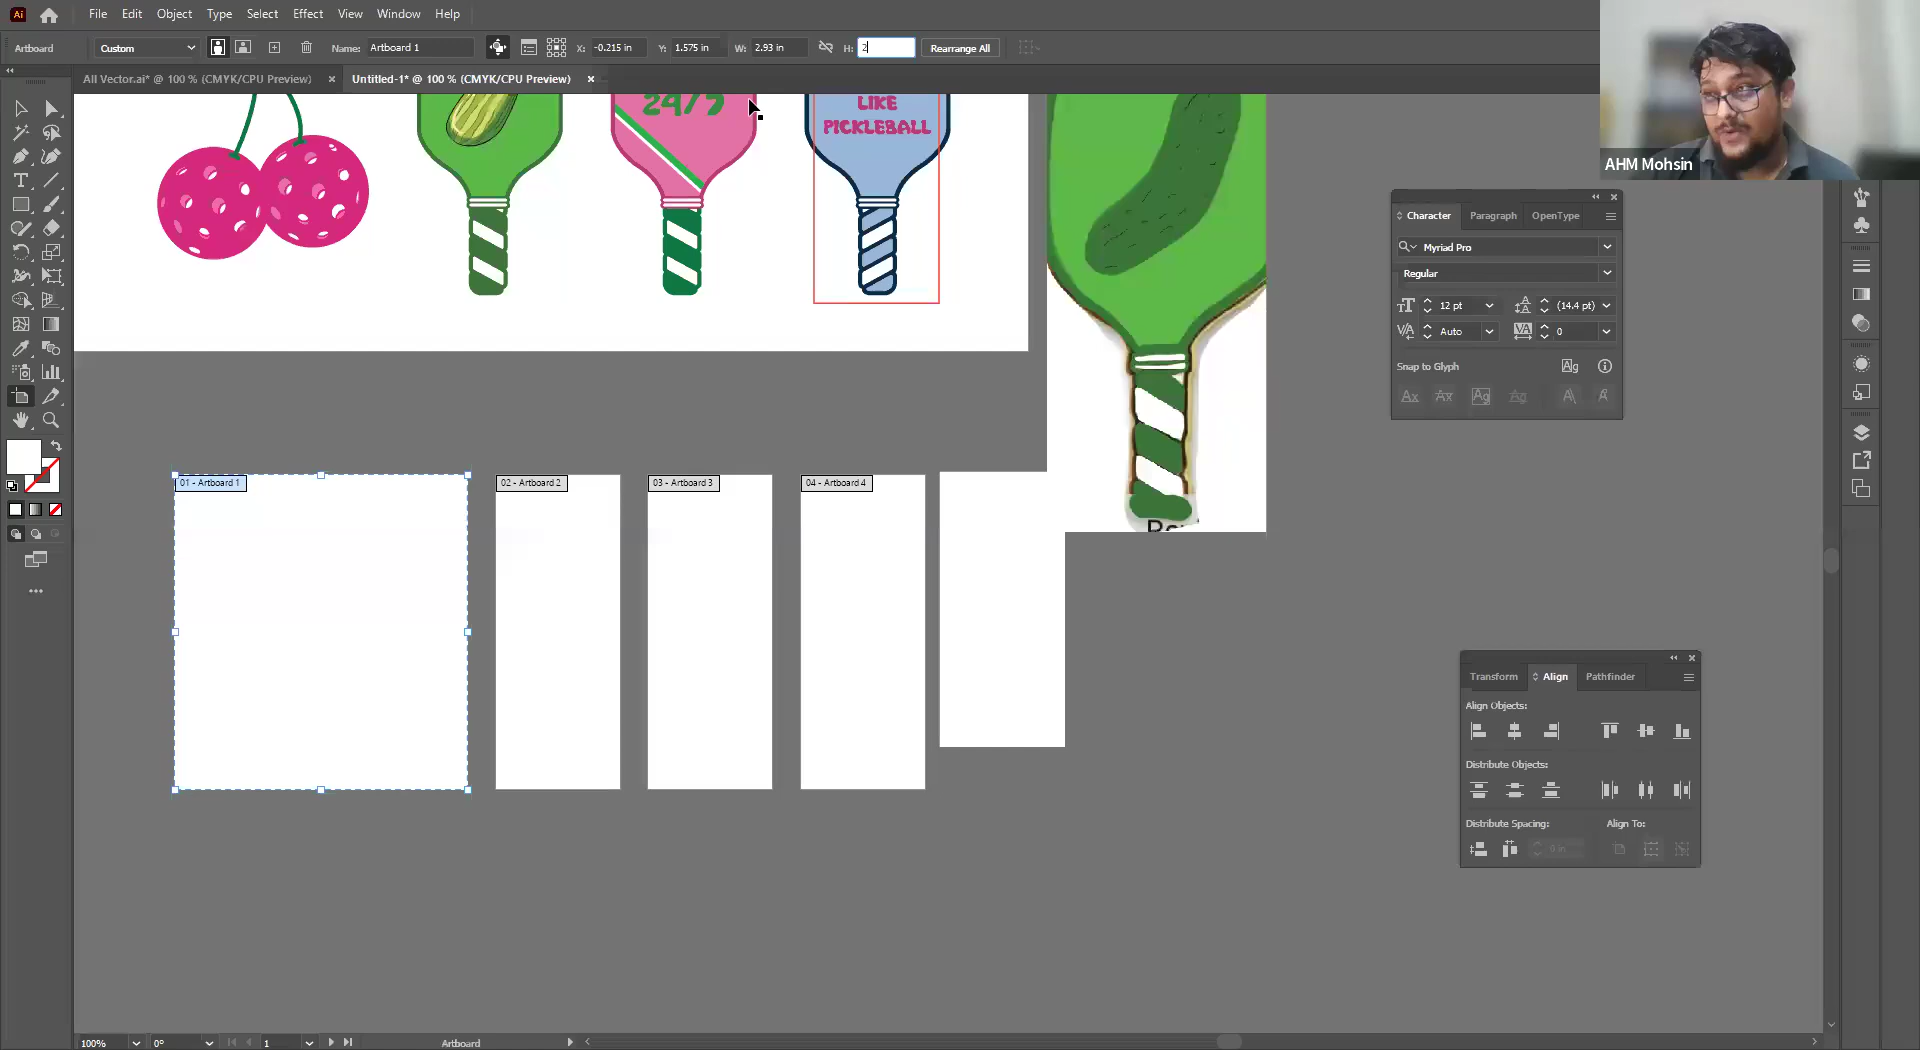 Ai File Edit Object Type Select Effect View Window Help
Artboard Custom Name: Artboard 1 X: -0.215 in Y: 1.575 in W: 2.93 in H: 2 Rearrange All
All Vector.ai* @ 100 % (CMYK/CPU Preview) × Untitled-1* @ 100 % (CMYK/CPU Preview) ×
24/7
LIKE
PICKLEBALL
AHM Mohsin
Character Paragraph OpenType
Myriad Pro
Regular
12 pt (14.4 pt)
Auto 0
Snap to Glyph
01 - Artboard 1
02 - Artboard 2
03 - Artboard 3
04 - Artboard 4
Transform Align Pathfinder
Align Objects:
Distribute Objects:
Distribute Spacing: Align To:
0 in
100% 0° 1 Artboard